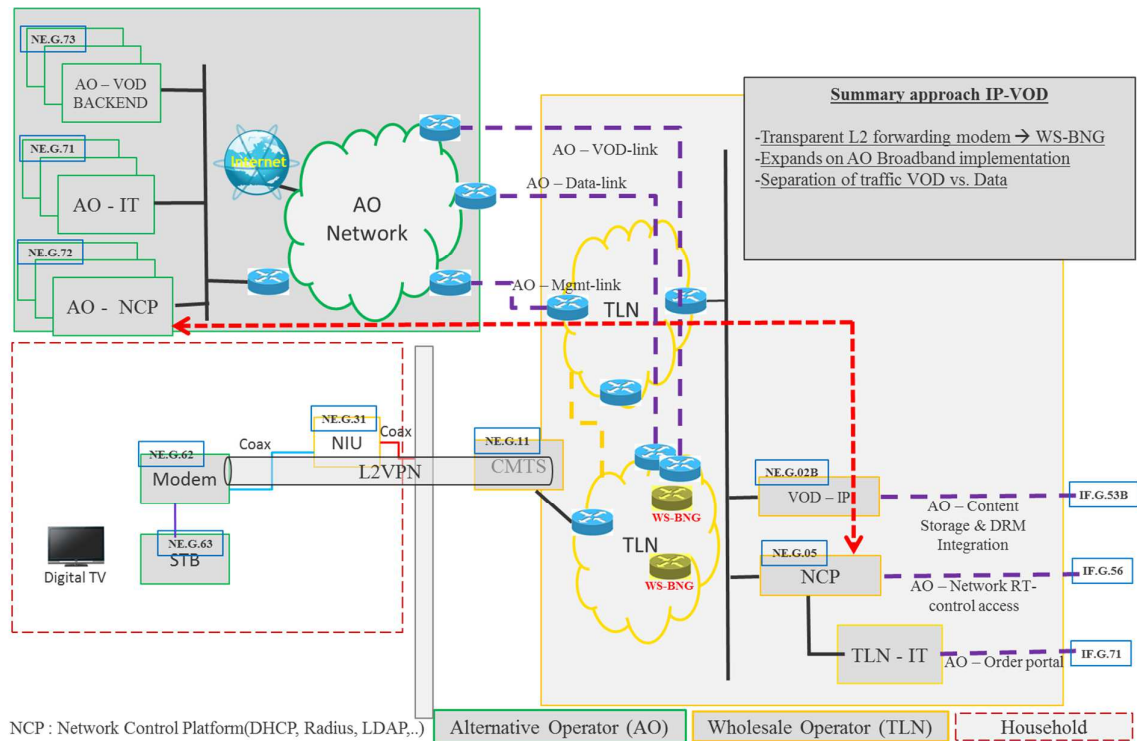 NE.G.73
AO – VOD
BACKEND
NE.G.71
AO - IT
NE.G.72
AO - NCP
Internet
AO
Network
AO – VOD-link
AO – Data-link
AO – Mgmt-link
TLN
Summary approach IP-VOD
-Transparent L2 forwarding modem → WS-BNG
-Expands on AO Broadband implementation
-Separation of traffic VOD vs. Data
NE.G.31
NIU
Coax
Coax
NE.G.62
Modem
L2VPN
NE.G.11
CMTS
NE.G.63
STB
Digital TV
WS-BNG
TLN
WS-BNG
NE.G.02B
VOD – IP
IF.G.53B
AO – Content
Storage & DRM
Integration
NE.G.05
NCP
IF.G.56
AO – Network RT-
control access
TLN - IT
AO – Order portal
IF.G.71
NCP : Network Control Platform(DHCP, Radius, LDAP,..)
Alternative Operator (AO)
Wholesale Operator (TLN)
Household